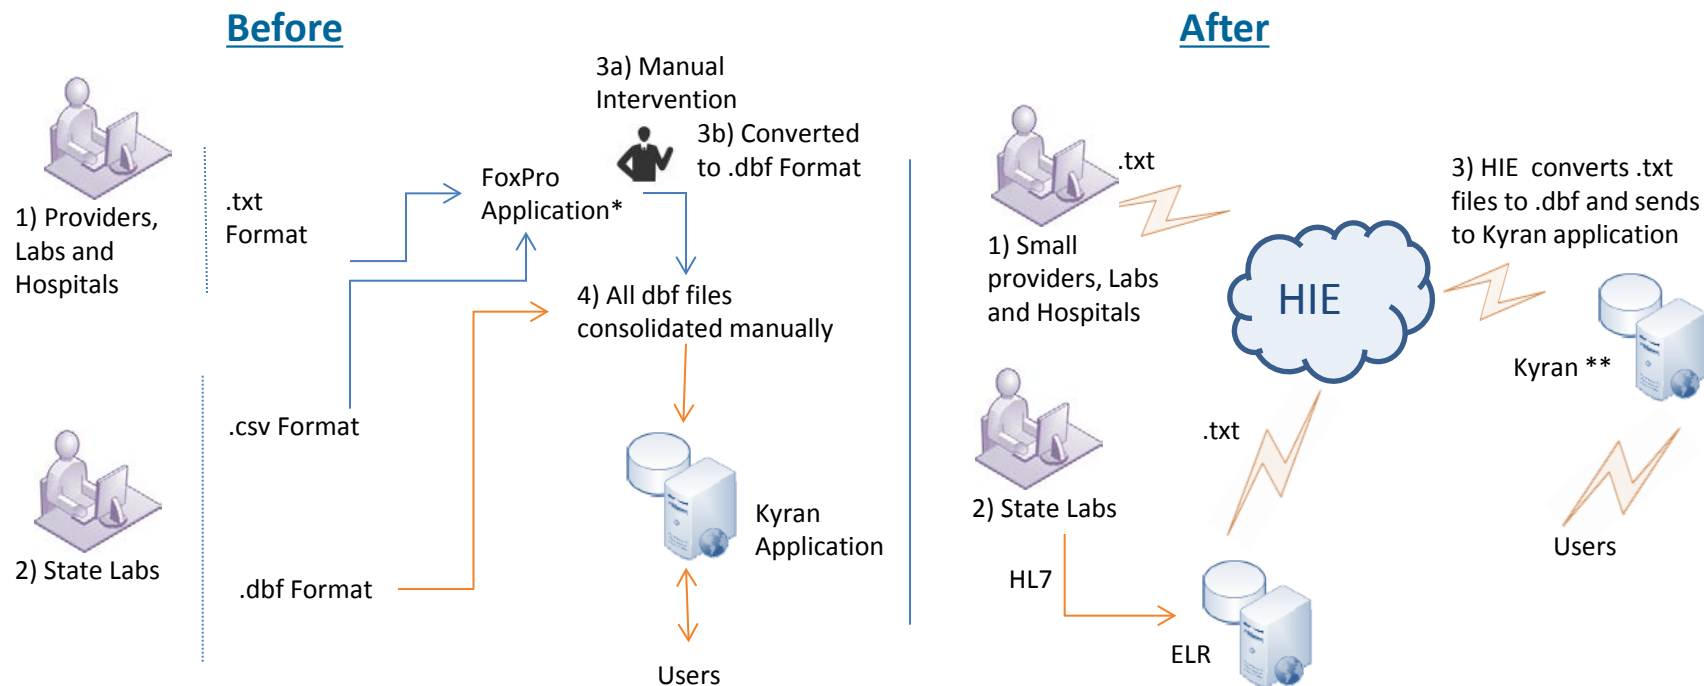 Before
3a) Manual
Intervention
3b) Converted
to .dbf Format
FoxPro
Application*
.txt
Format
1) Providers,
Labs and
Hospitals
4) All dbf files
consolidated manually
.csv Format
2) State Labs
.dbf Format
Kyran
Application
Users
After
.txt
1) Small
providers, Labs
and Hospitals
HIE
3) HIE converts .txt
files to .dbf and sends
to Kyran application
Kyran **
.txt
2) State Labs
HL7
ELR
Users